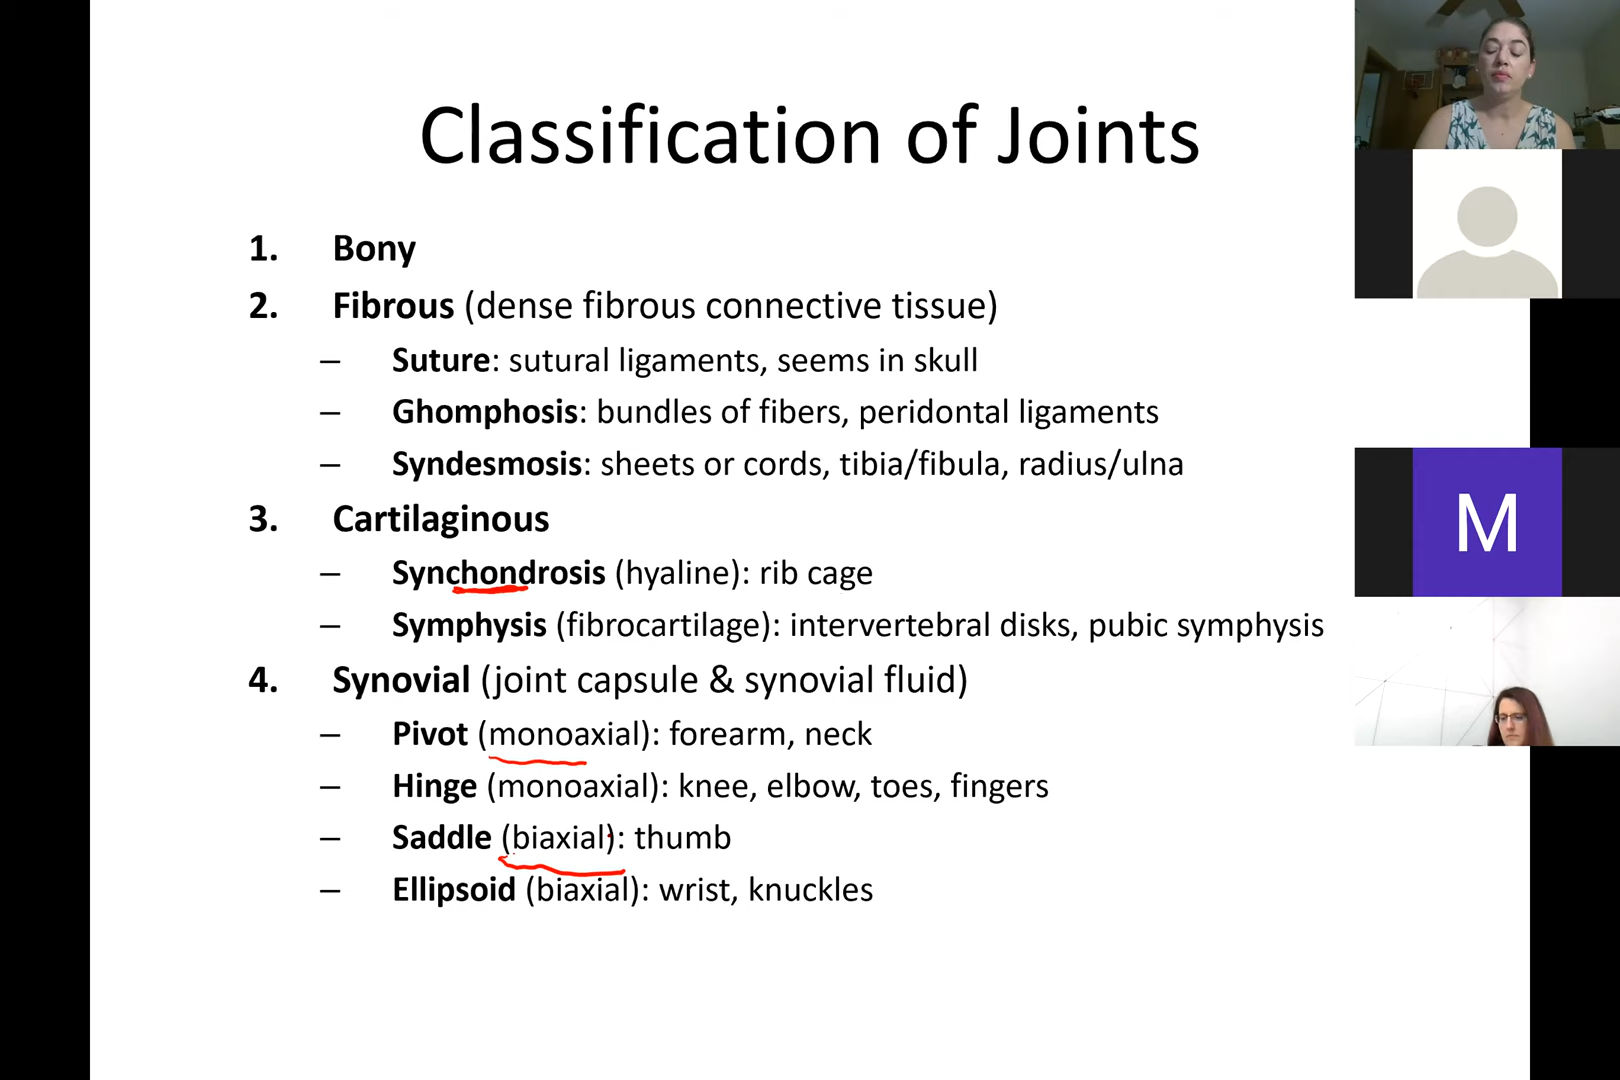 Classification of Joints
1. Bony
2. Fibrous (dense fibrous connective tissue)
– Suture: sutural ligaments, seems in skull
– Ghomphosis: bundles of fibers, peridontal ligaments
– Syndesmosis: sheets or cords, tibia/fibula, radius/ulna
3. Cartilaginous
– Synchondrosis (hyaline): rib cage
– Symphysis (fibrocartilage): intervertebral disks, pubic symphysis
4. Synovial (joint capsule & synovial fluid)
– Pivot (monoaxial): forearm, neck
– Hinge (monoaxial): knee, elbow, toes, fingers
– Saddle (biaxial): thumb
– Ellipsoid (biaxial): wrist, knuckles
M